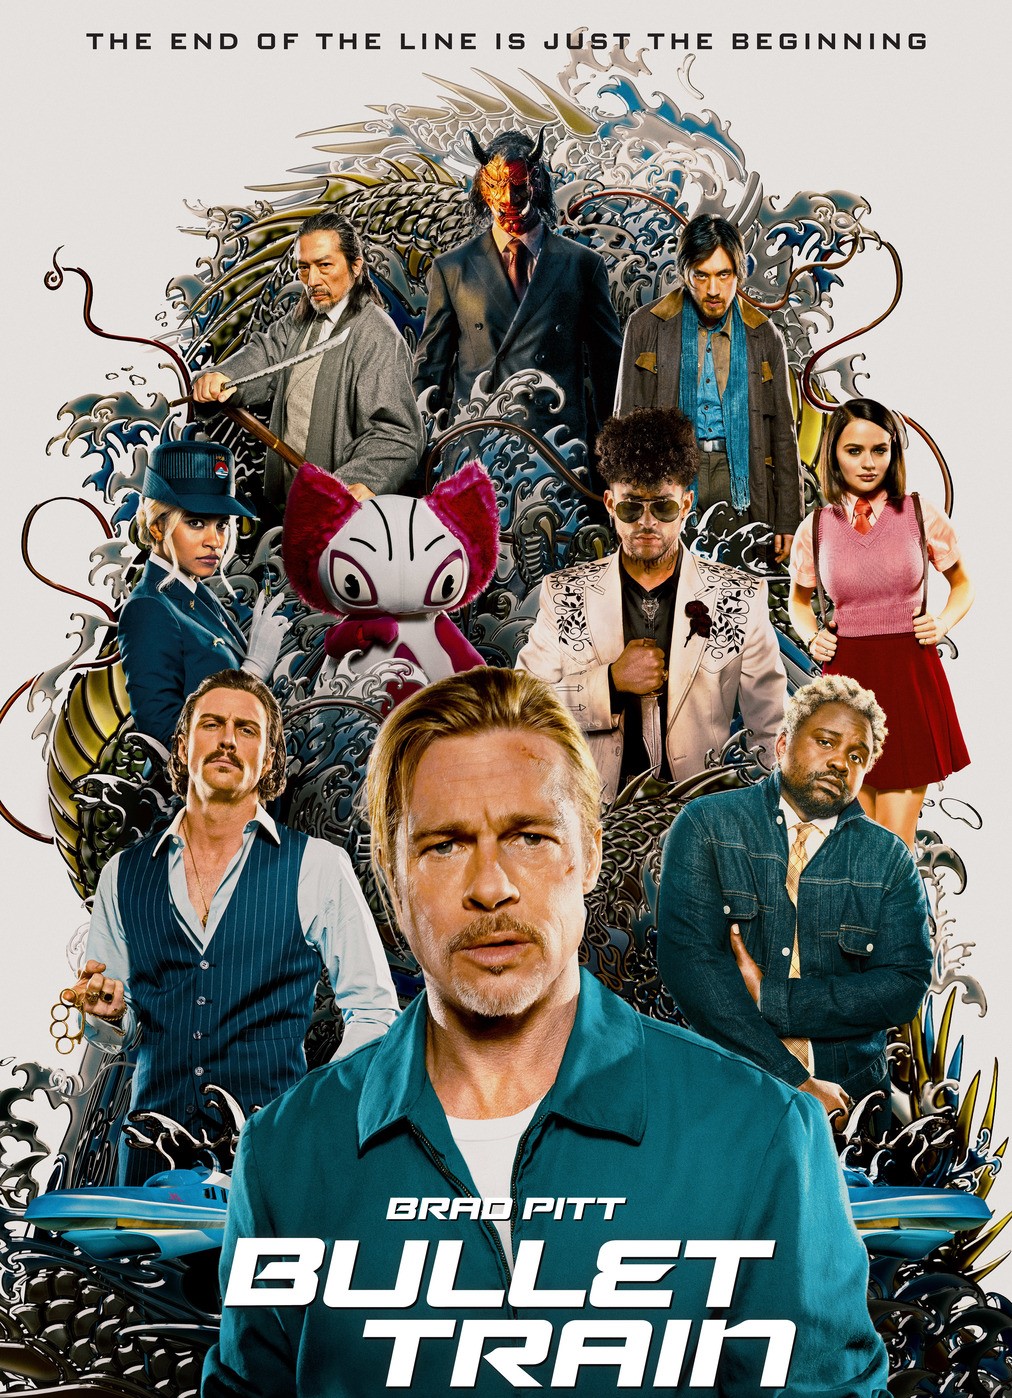 THE END OF THE LINE IS JUST THE BEGINNING
BRAD PITT
BULLET
TRAIN